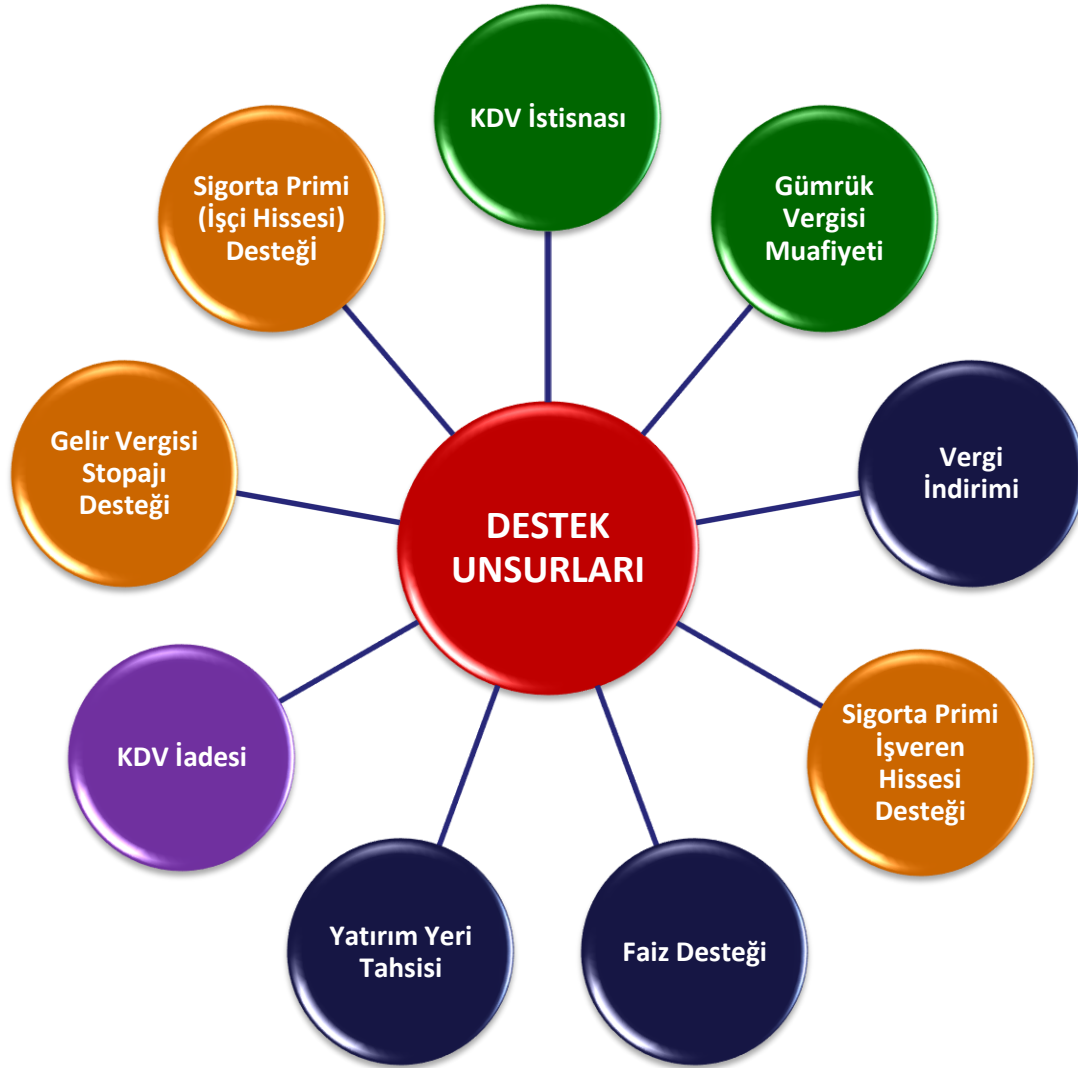 KDV İstisnası
Gümrük
Vergisi
Muafiyeti
Vergi
İndirimi
Sigorta Primi
İşveren
Hissesi
Desteği
Faiz Desteği
Yatırım Yeri
Tahsisi
KDV İadesi
Gelir Vergisi
Stopajı
Desteği
Sigorta Primi
(İşçi Hissesi)
Desteğİ
DESTEK
UNSURLARI